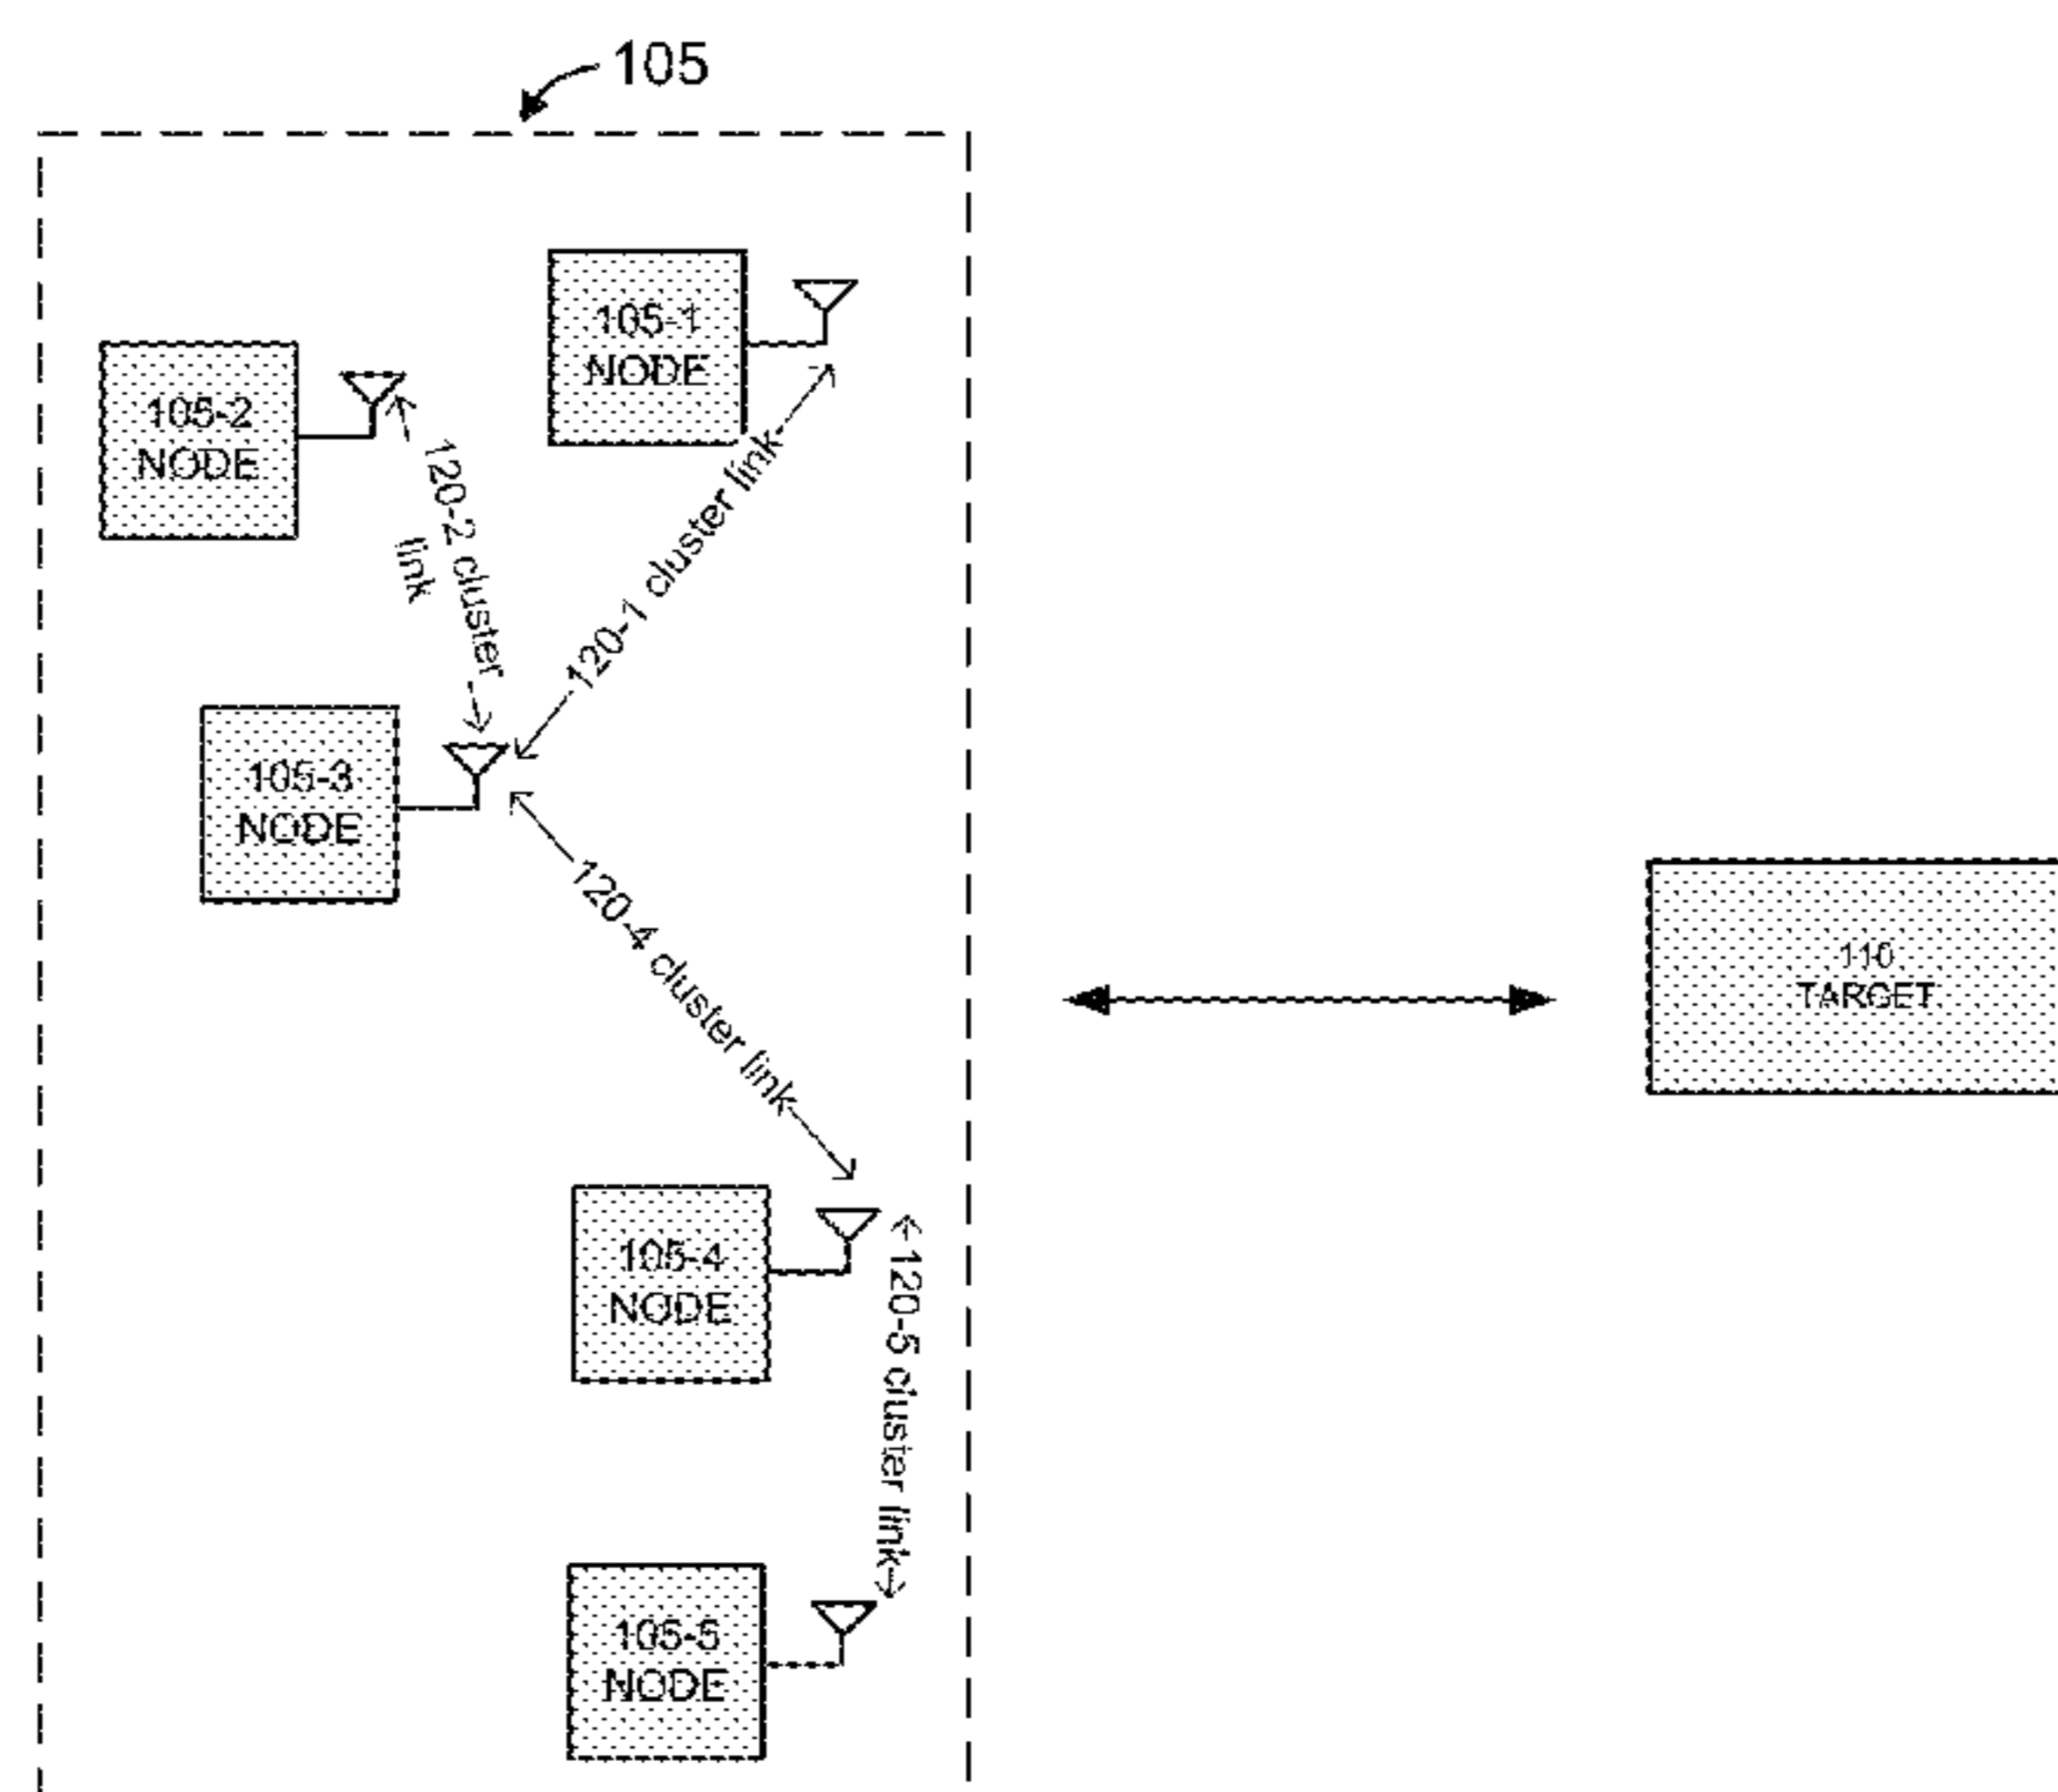 105
105-1
NODE
105-2
NODE
120-2 cluster
link
120-1 cluster link
105-3
NODE
120-4 cluster link
110
TARGET
105-4
NODE
120-5 cluster link
105-5
NODE